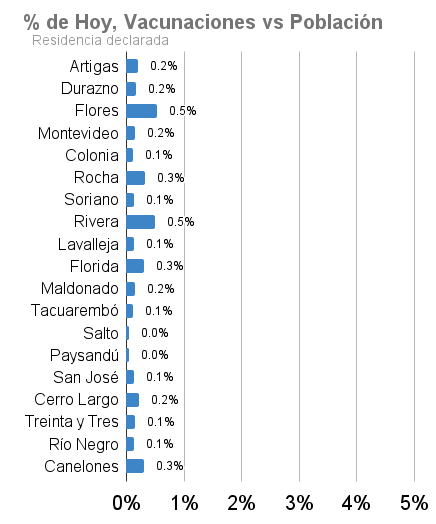 % de Hoy, Vacunaciones vs Población
Residencia declarada
Artigas 0.2%
Durazno 0.2%
Flores 0.5%
Montevideo 0.2%
Colonia 0.1%
Rocha 0.3%
Soriano 0.1%
Rivera 0.5%
Lavalleja 0.1%
Florida 0.3%
Maldonado 0.2%
Tacuarembó 0.1%
Salto 0.0%
Paysandú 0.0%
San José 0.1%
Cerro Largo 0.2%
Treinta y Tres 0.1%
Río Negro 0.1%
Canelones 0.3%
0% 1% 2% 3% 4% 5%